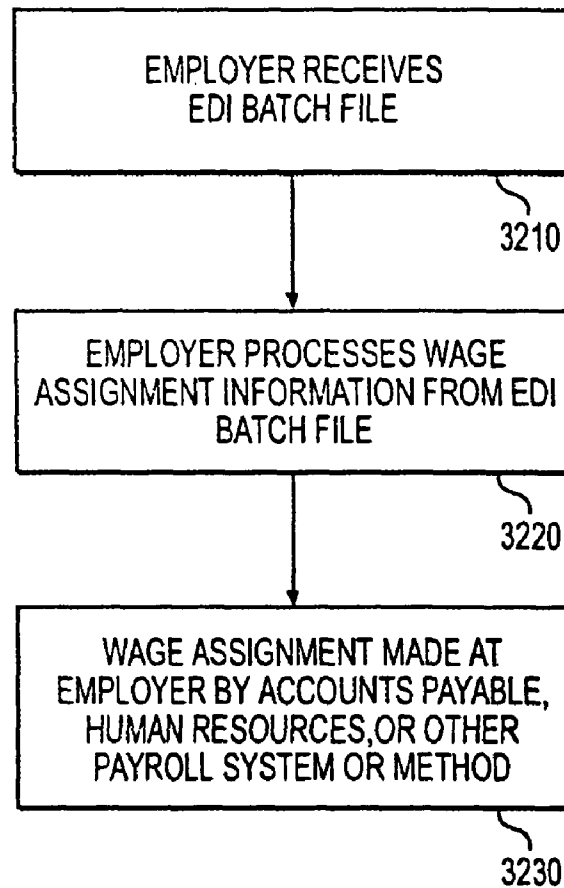 EMPLOYER RECEIVES
EDI BATCH FILE
3210
EMPLOYER PROCESSES WAGE
ASSIGNMENT INFORMATION FROM EDI
BATCH FILE
3220
WAGE ASSIGNMENT MADE AT
EMPLOYER BY ACCOUNTS PAYABLE,
HUMAN RESOURCES,OR OTHER
PAYROLL SYSTEM OR METHOD
3230